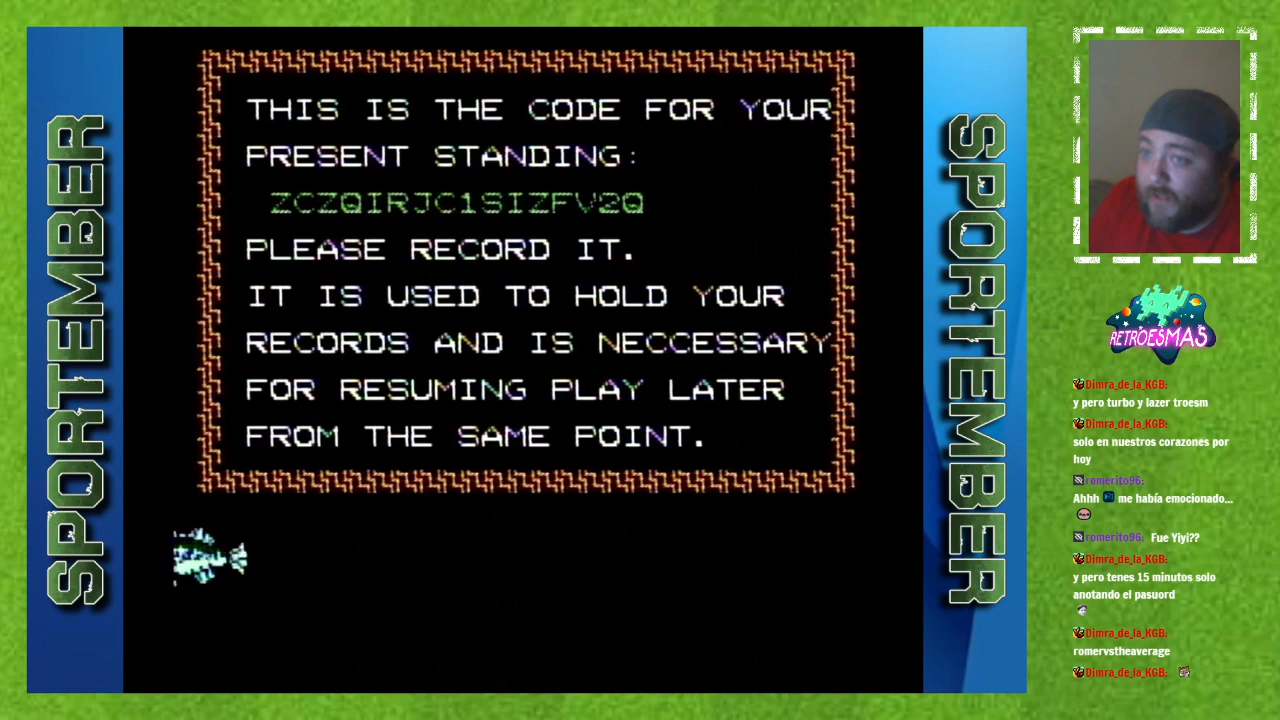 SPORTEMBER
THIS IS THE CODE FOR YOUR
PRESENT STANDING:
ZCZQIRJC1SIZFV2Q
PLEASE RECORD IT.
IT IS USED TO HOLD YOUR
RECORDS AND IS NECCESSARY
FOR RESUMING PLAY LATER
FROM THE SAME POINT.
SPORTEMBER
RETROESMAS
Dimra_de_la_KGB:
y pero turbo y lazer troesm
Dimra_de_la_KGB:
solo en nuestros corazones por
hoy
romerito96:
Ahhh me había emocionado...
romerito96: Fue Yiyi??
Dimra_de_la_KGB:
y pero tenes 15 minutos solo
anotando el pasuord
Dimra_de_la_KGB:
romervstheaverage
Dimra_de_la_KGB: